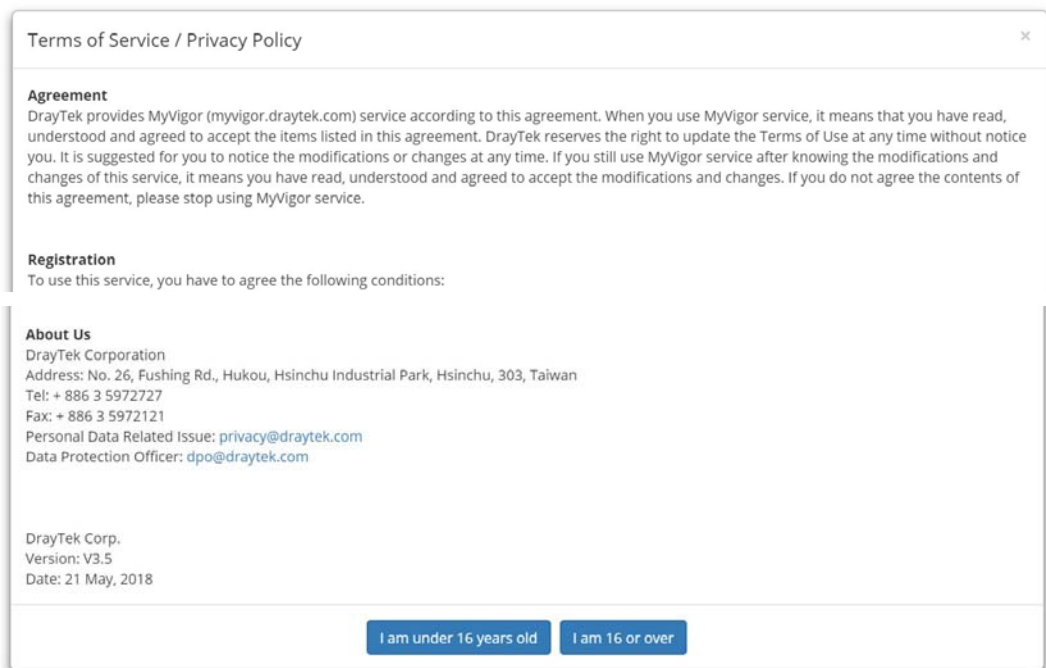 Terms of Service / Privacy Policy
×
Agreement
DrayTek provides MyVigor (myvigor.draytek.com) service according to this agreement. When you use MyVigor service, it means that you have read,
understood and agreed to accept the items listed in this agreement. DrayTek reserves the right to update the Terms of Use at any time without notice
you. It is suggested for you to notice the modifications or changes at any time. If you still use MyVigor service after knowing the modifications and
changes of this service, it means you have read, understood and agreed to accept the modifications and changes. If you do not agree the contents of
this agreement, please stop using MyVigor service.
Registration
To use this service, you have to agree the following conditions:
About Us
DrayTek Corporation
Address: No. 26, Fushing Rd., Hukou, Hsinchu Industrial Park, Hsinchu, 303, Taiwan
Tel: + 886 3 5972727
Fax: + 886 3 5972121
Personal Data Related Issue: privacy@draytek.com
Data Protection Officer: dpo@draytek.com
DrayTek Corp.
Version: V3.5
Date: 21 May, 2018
I am under 16 years old
I am 16 or over